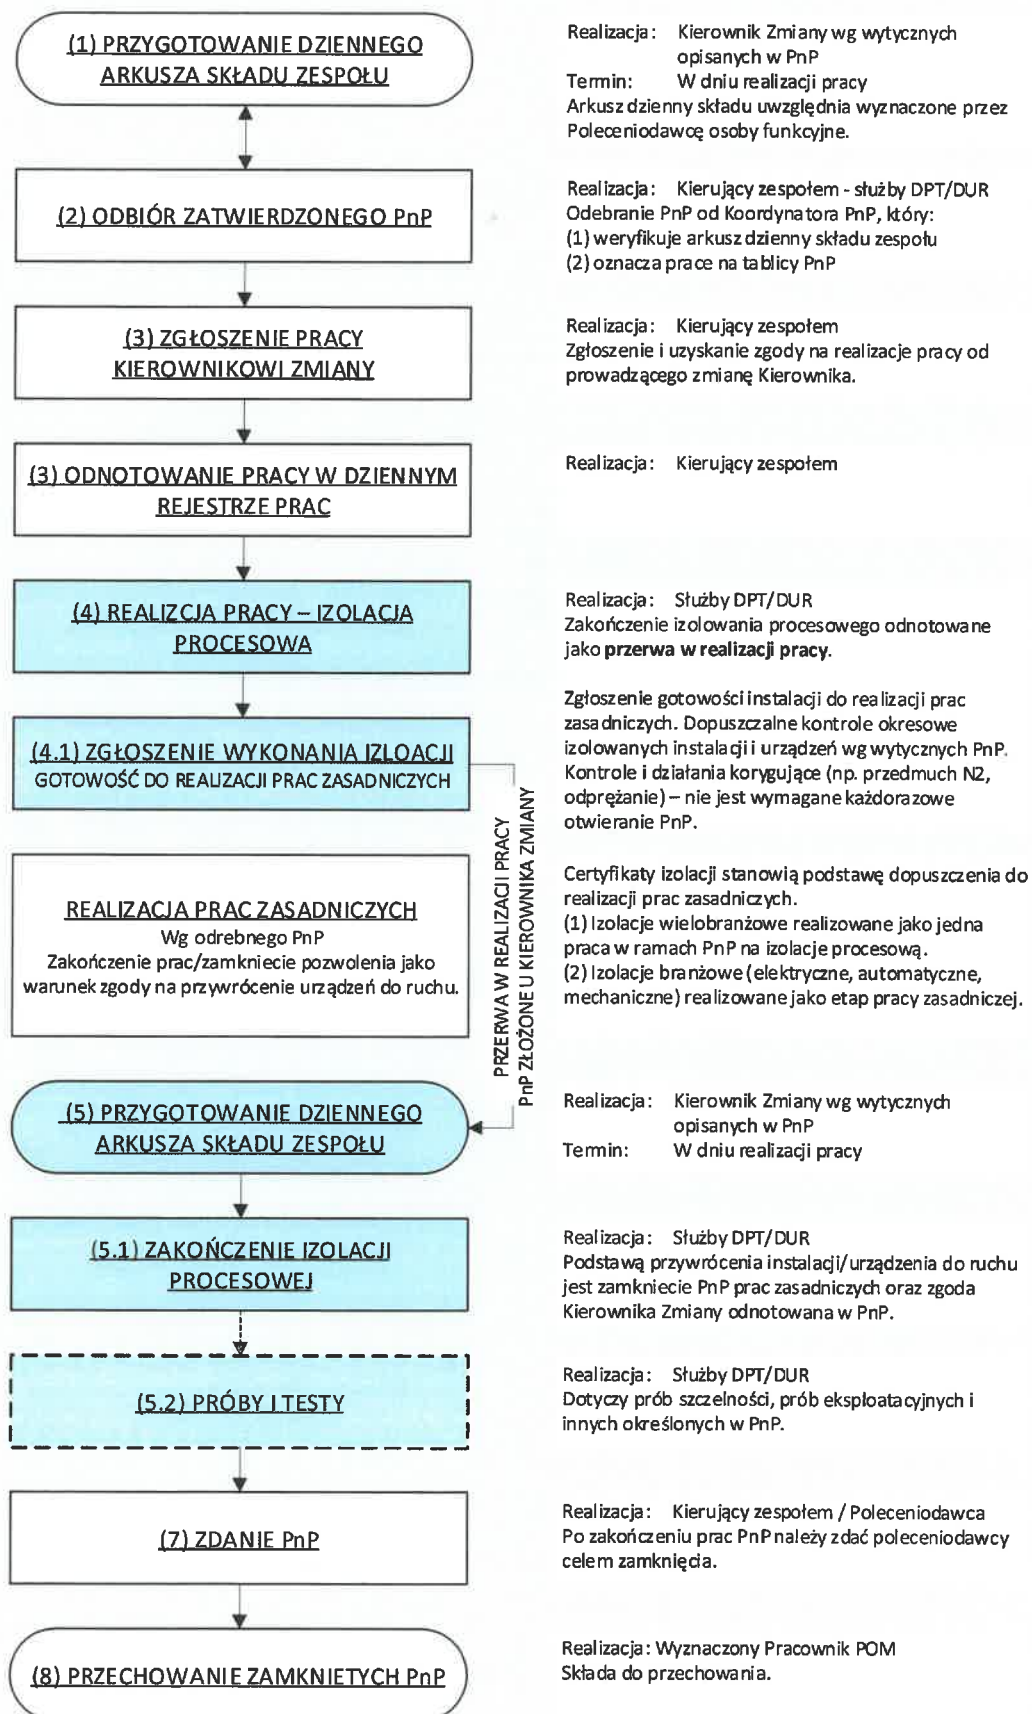 (1) PRZYGOTOWANIE DZIENNEGO
ARKUSZA SKŁADU ZESPOŁU
Realizacja: Kierownik Zmiany wg wytycznych
opisanych w PnP
Termin: W dniu realizacji pracy
Arkusz dzienny składu uwzględnia wyznaczone przez
Poleceniodawcę osoby funkcyjne.
(2) ODBIÓR ZATWIERDZONEGO PnP
Realizacja: Kierujący zespołem - służby DPT/DUR
Odebranie PnP od Koordynatora PnP, który:
(1) weryfikuje arkusz dzienny składu zespołu
(2) oznacza prace na tablicy PnP
(3) ZGŁOSZENIE PRACY
KIEROWNIKOWI ZMIANY
Realizacja: Kierujący zespołem
Zgłoszenie i uzyskanie zgody na realizacje pracy od
prowadzącego zmianę Kierownika.
(3) ODNOTOWANIE PRACY W DZIENNYM
REJESTRZE PRAC
Realizacja: Kierujący zespołem
(4) REALIZCJA PRACY – IZOLACJA
PROCESOWA
Realizacja: Służby DPT/DUR
Zakończenie izolowania procesowego odnotowane
jako przerwa w realizacji pracy.
(4.1) ZGŁOSZENIE WYKONANIA IZLOACJI
GOTOWOŚĆ DO REALIZACJI PRAC ZASADNICZYCH
Zgłoszenie gotowości instalacji do realizacji prac
zasadniczych. Dopuszczalne kontrole okresowe
izolowanych instalacji i urządzeń wg wytycznych PnP.
Kontrole i działania korygujące (np. przedmuch N2,
odprężanie) – nie jest wymagane każdorazowe
otwieranie PnP.
PRZERWA W REALIZACJI PRACY
PnP ZŁOŻONE U KIEROWNIKA ZMIANY
REALIZACJA PRAC ZASADNICZYCH
Wg odrebnego PnP
Zakończenie prac/zamkniecie pozwolenia jako
warunek zgody na przywrócenie urządzeń do ruchu.
Certyfikaty izolacji stanowią podstawę dopuszczenia do
realizacji prac zasadniczych.
(1) Izolacje wielobranżowe realizowane jako jedna
praca w ramach PnP na izolacje procesową.
(2) Izolacje branżowe (elektryczne, automatyczne,
mechaniczne) realizowane jako etap pracy zasadniczej.
(5) PRZYGOTOWANIE DZIENNEGO
ARKUSZA SKŁADU ZESPOŁU
Realizacja: Kierownik Zmiany wg wytycznych
opisanych w PnP
Termin: W dniu realizacji pracy
(5.1) ZAKOŃCZENIE IZOLACJI
PROCESOWEJ
Realizacja: Służby DPT/DUR
Podstawą przywrócenia instalacji/urządzenia do ruchu
jest zamkniecie PnP prac zasadniczych oraz zgoda
Kierownika Zmiany odnotowana w PnP.
(5.2) PRÓBY I TESTY
Realizacja: Służby DPT/DUR
Dotyczy prób szczelności, prób eksploatacyjnych i
innych określonych w PnP.
(7) ZDANIE PnP
Realizacja: Kierujący zespołem / Poleceniodawca
Po zakończeniu prac PnP należy zdać poleceniodawcy
celem zamknięcia.
(8) PRZECHOWANIE ZAMKNIETYCH PnP
Realizacja: Wyznaczony Pracownik POM
Składa do przechowania.